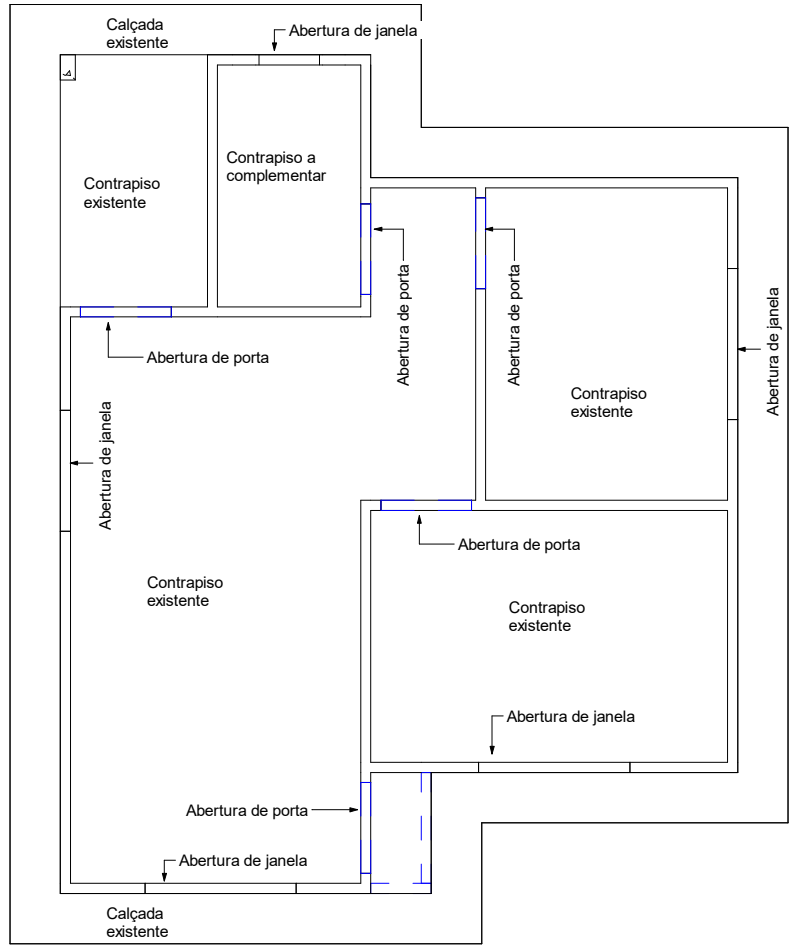 Calçada
existente
Abertura de janela
Contrapiso a
complementar
Contrapiso
existente
Abertura de porta
Abertura de porta
Abertura de janela
Abertura de porta
Contrapiso
existente
Abertura de janela
Abertura de porta
Contrapiso
existente
Contrapiso
existente
Abertura de janela
Abertura de porta
Abertura de janela
Calçada
existente